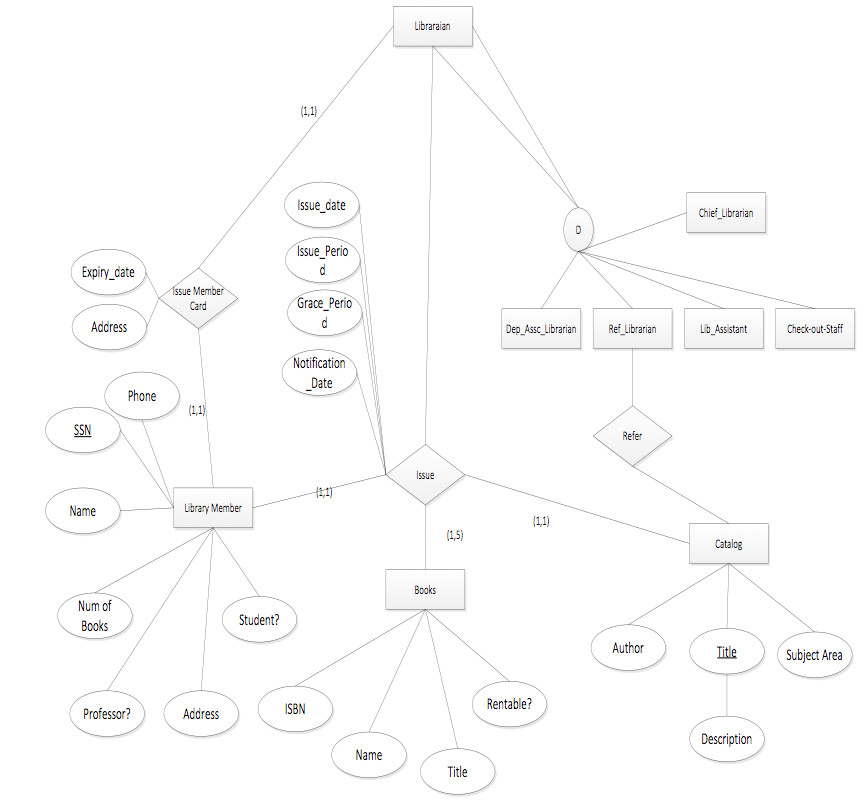 Libraraian
(1,1)
Issue_date
Chief_Librarian
D
Issue_Perio
d
Expiry_date
Issue Member
Card
Grace_Perio
d
Address
Dep_Assc_Librarian
Ref_Librarian
Lib_Assistant
Check-out-Staff
Notification
_Date
Phone
(1,1)
SSN
Refer
Issue
(1,1)
Name
Library Member
(1,1)
(1,5)
Catalog
Books
Num of
Books
Student?
Author
Title
Subject Area
Professor?
Address
ISBN
Rentable?
Description
Name
Title